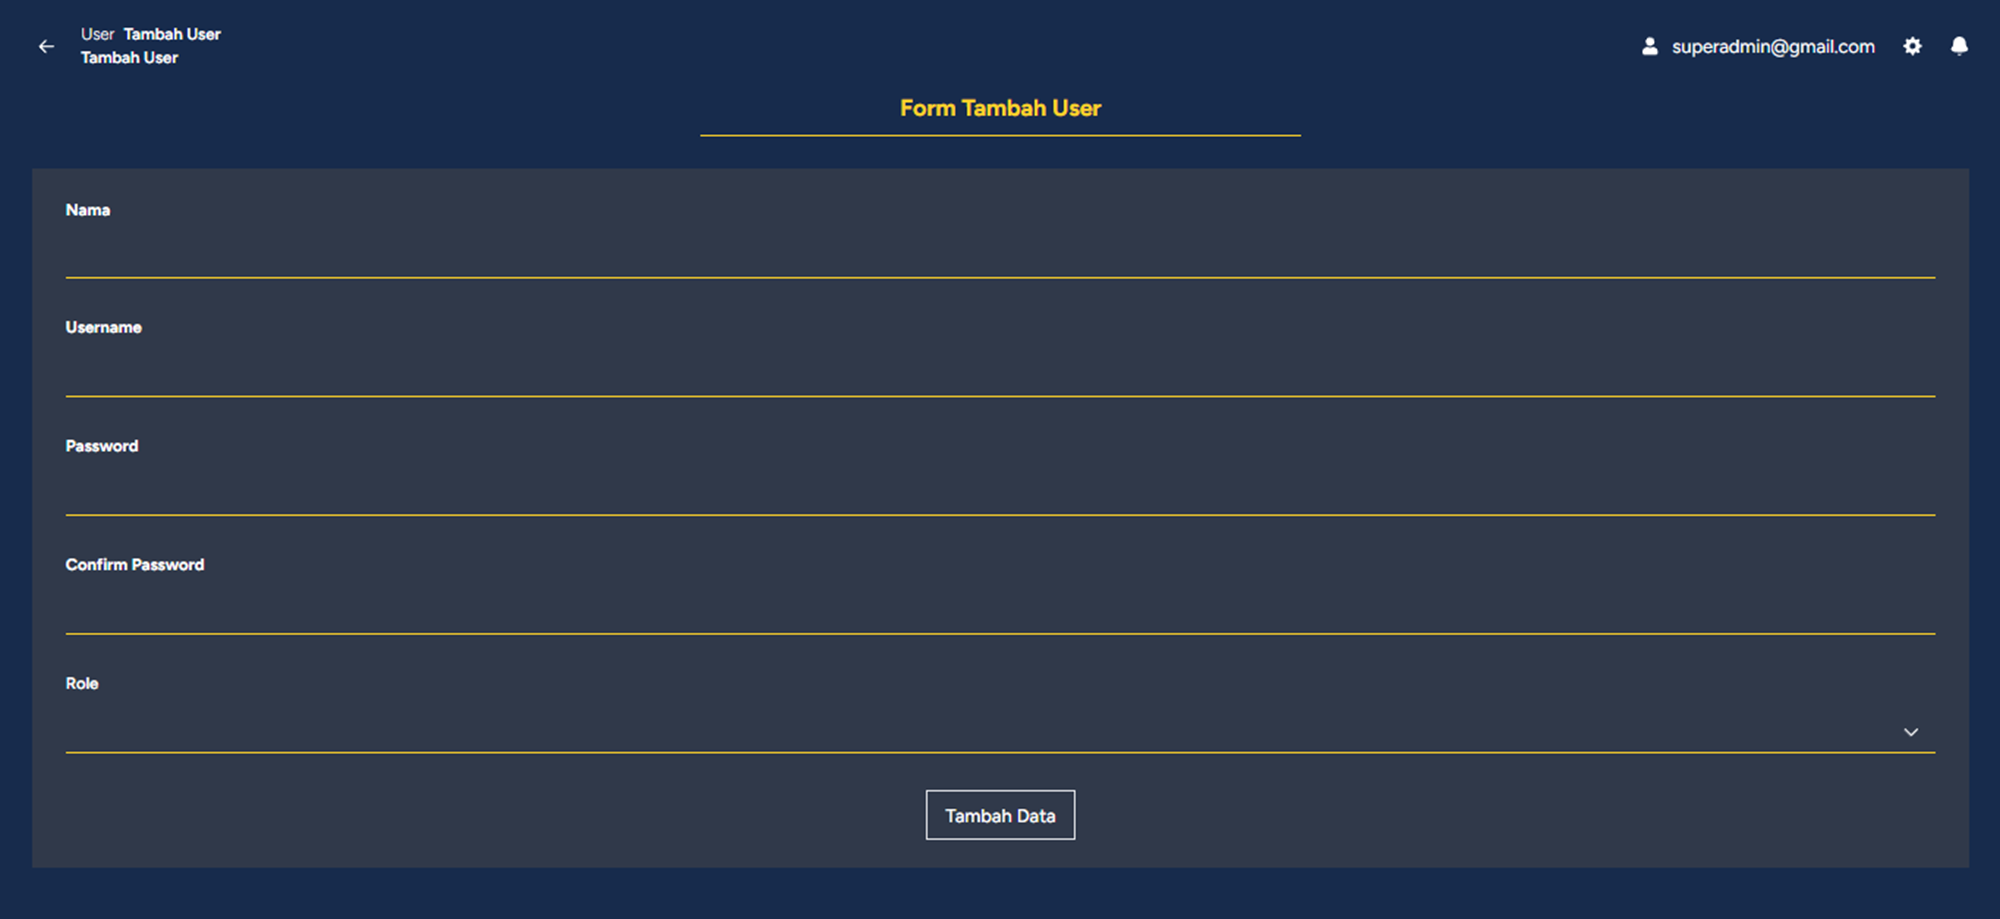 User Tambah User
Tambah User
superadmin@gmail.com
Form Tambah User
Nama
Username
Password
Confirm Password
Role
Tambah Data